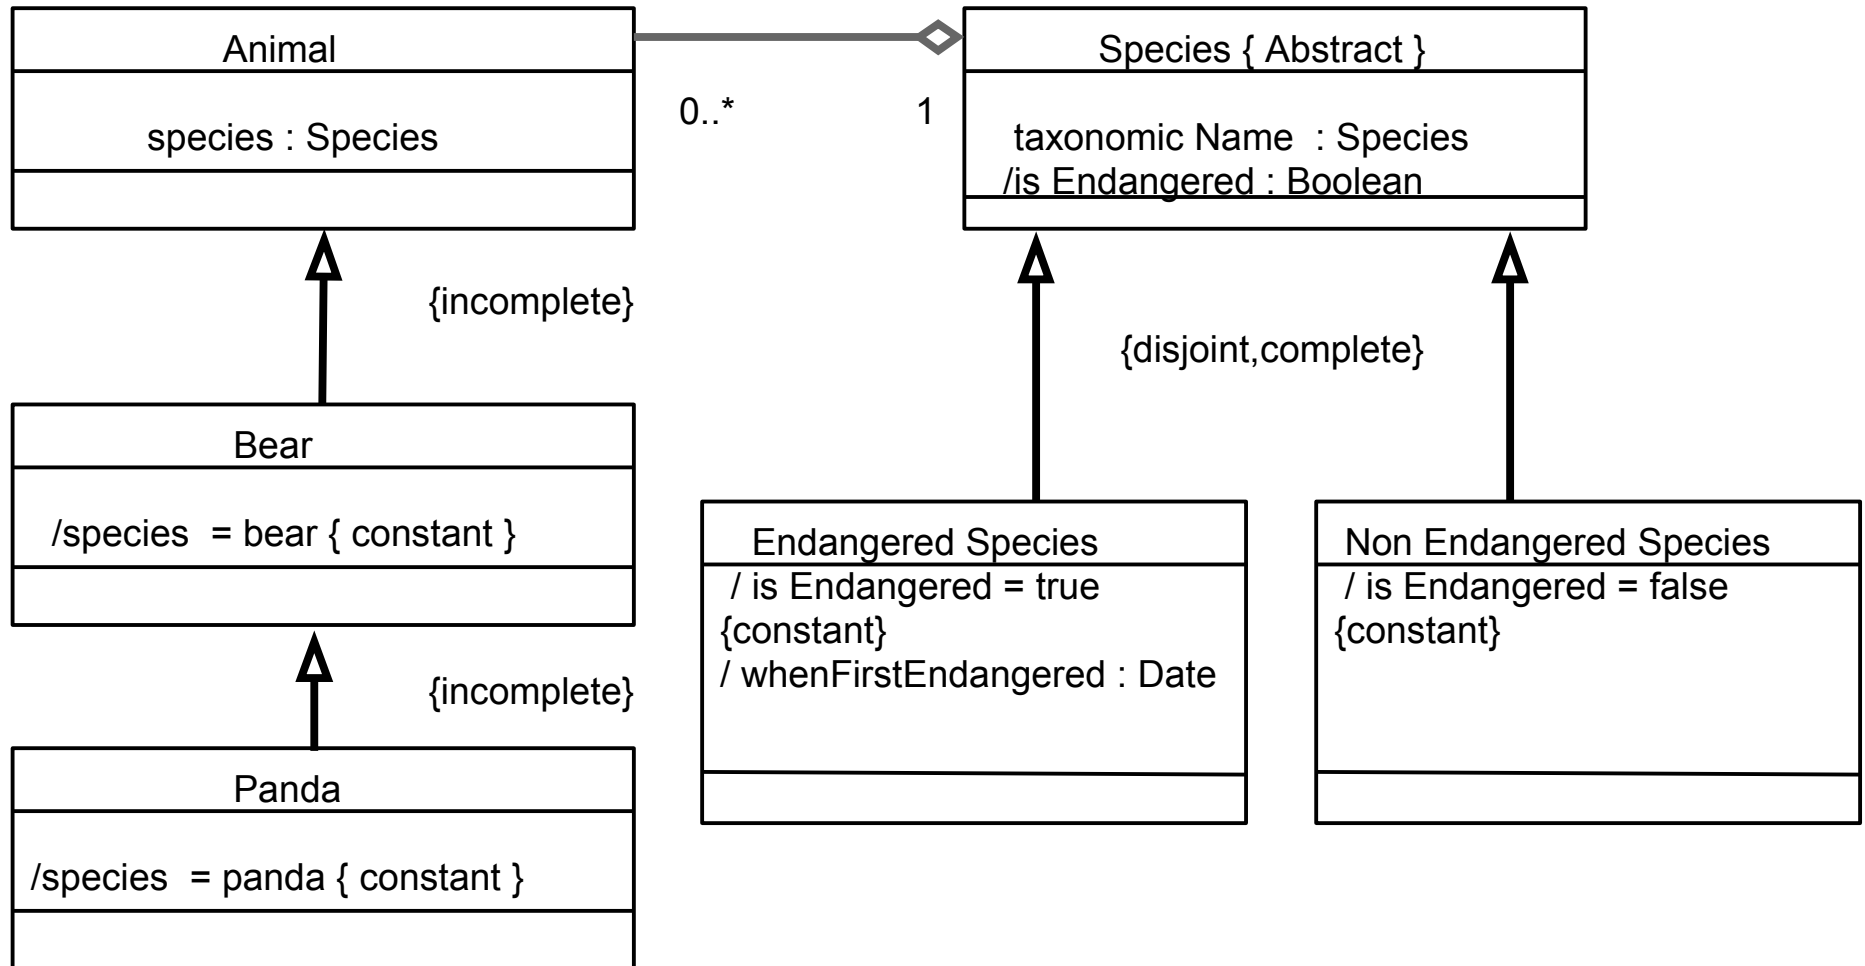 Animal
species : Species
0..*
1
Species { Abstract }
taxonomic Name : Species
/is Endangered : Boolean
{incomplete}
{disjoint,complete}
Bear
/species = bear { constant }
{incomplete}
Panda
/species = panda { constant }
Endangered Species
/ is Endangered = true
{constant}
/ whenFirstEndangered : Date
Non Endangered Species
/ is Endangered = false
{constant}